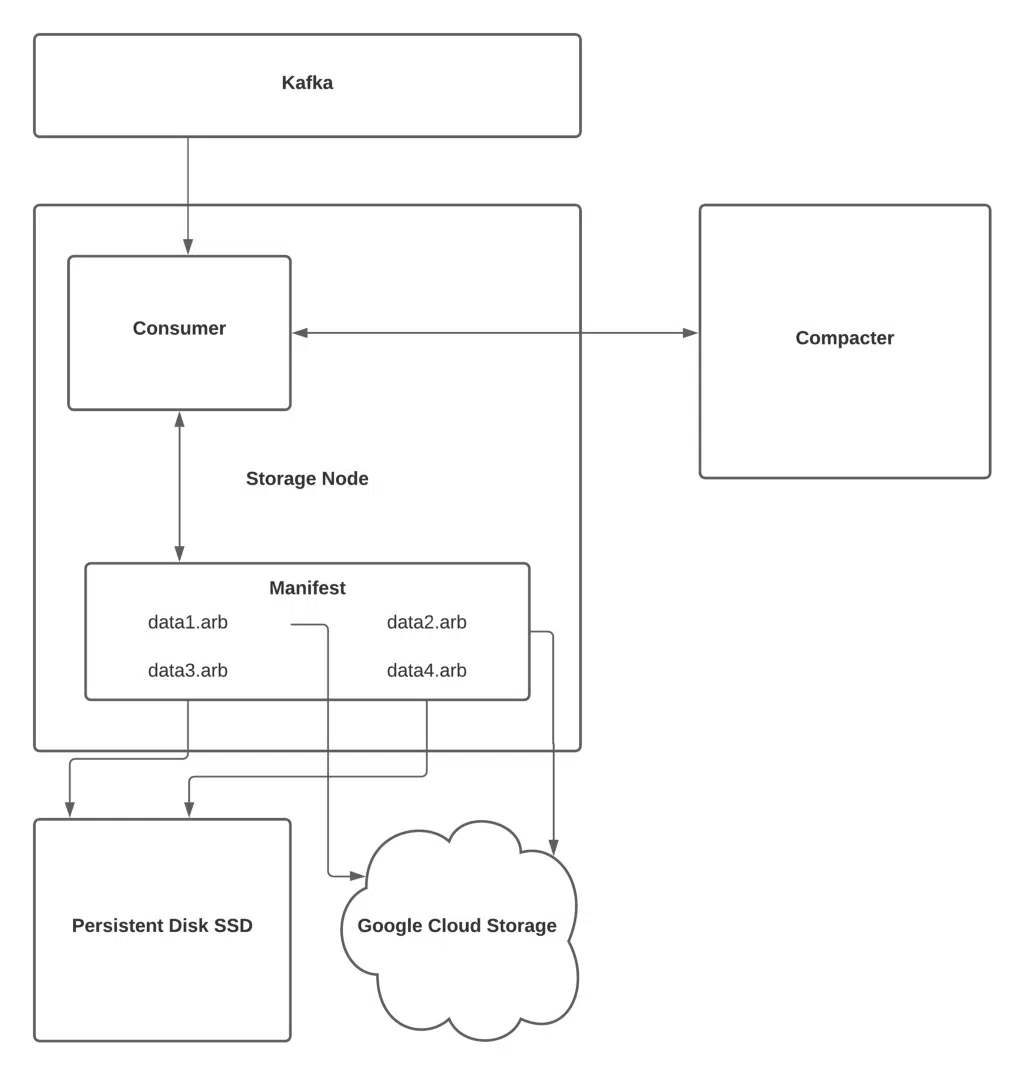 Kafka
Consumer
Compacter
Storage Node
Manifest
data1.arb data2.arb
data3.arb data4.arb
Persistent Disk SSD
Google Cloud Storage